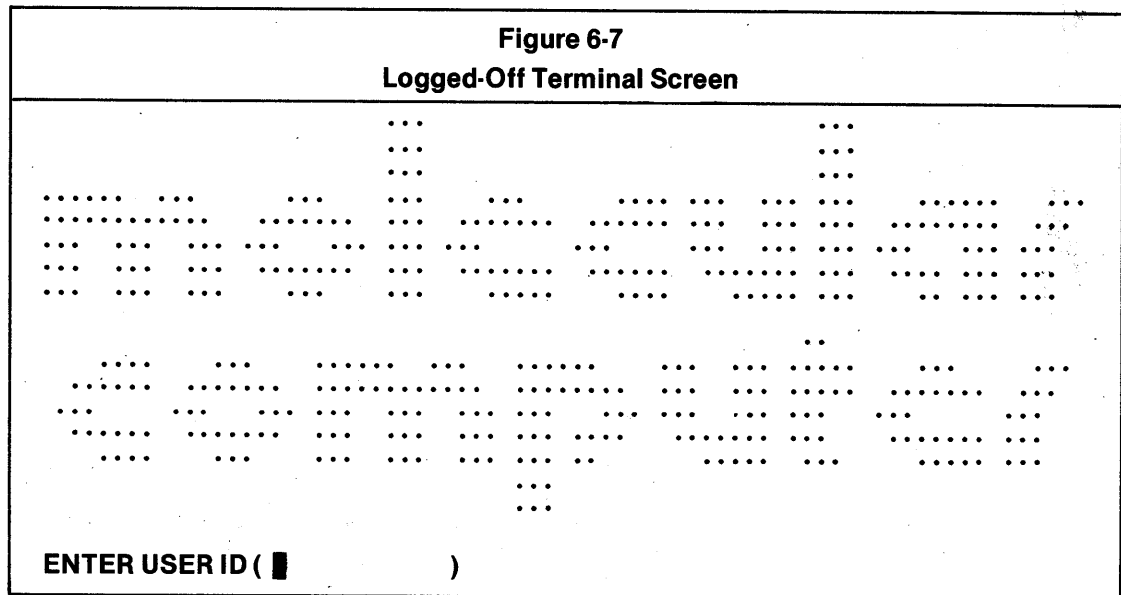 Figure 6-7
Logged-Off Terminal Screen
molecular
computer
ENTER USER ID ( )